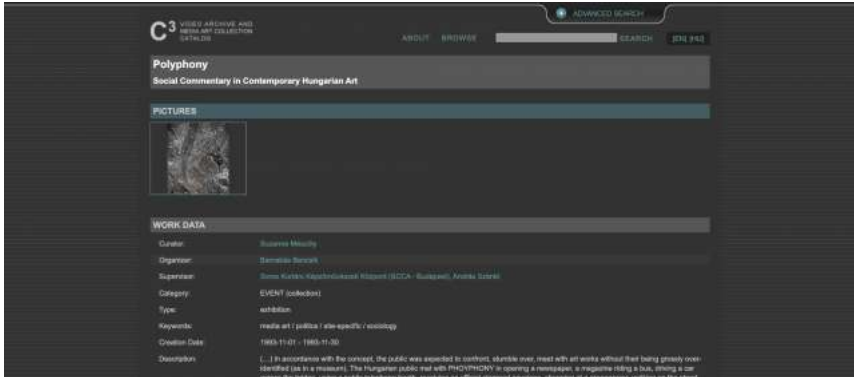 ADVANCED SEARCH
C3 VIDEO ARCHIVE AND
MEDIA ART COLLECTION
CATALOG
ABOUT BROWSE SEARCH [EN] [HU]
Polyphony
Social Commentary in Contemporary Hungarian Art
PICTURES
WORK DATA
Curator: Suzanne Mészöly
Organiser: Barnabás Bencsik
Supervisor: Soros Kortárs Képzőművészeti Központ (SCCA - Budapest), András Szántó
Category: EVENT (collection)
Type: exhibition
Keywords: media art / politics / site-specific / sociology
Creation Date: 1993-11-01 - 1993-11-30
Description: (....) In accordance with the concept, the public was expected to confront, stumble over, meet with art works without their being grossly over-
identified (as in a museum). The Hungarian public met with PHOYPHONY in opening a newspaper, a magazine riding a bus, driving a car